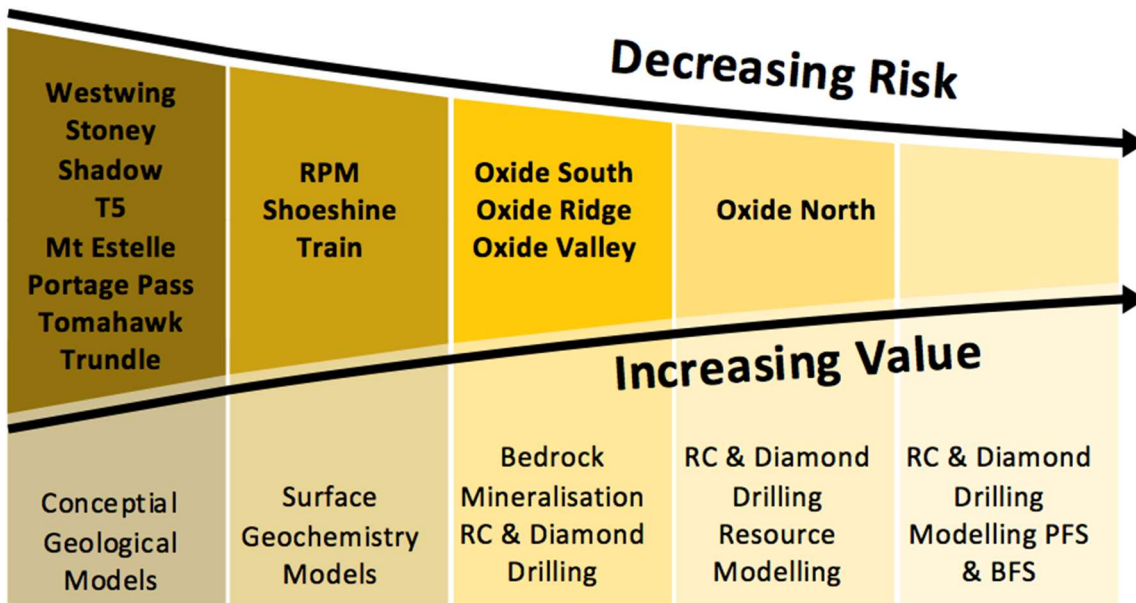 Decreasing Risk
Westwing
Stoney
Shadow
T5
Mt Estelle
Portage Pass
Tomahawk
Trundle
RPM
Shoeshine
Train
Oxide South
Oxide Ridge
Oxide Valley
Oxide North
Increasing Value
Conceptial
Geological
Models
Surface
Geochemistry
Models
Bedrock
Mineralisation
RC & Diamond
Drilling
RC & Diamond
Drilling
Resource
Modelling
RC & Diamond
Drilling
Modelling PFS
& BFS